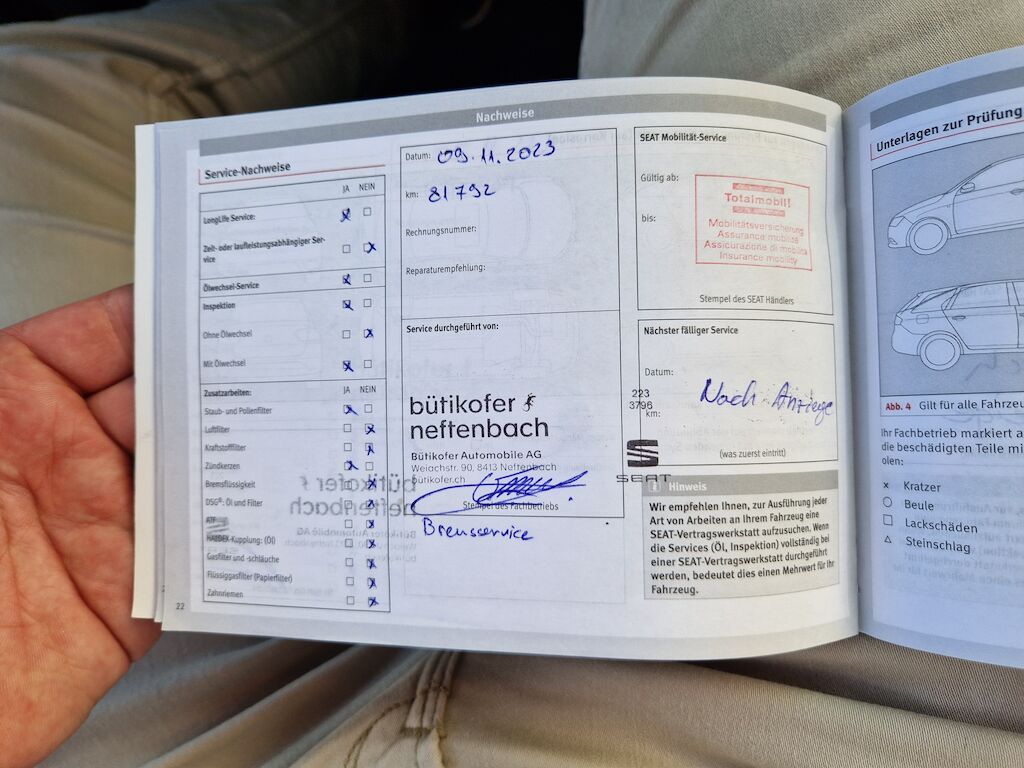 Nachweise
Service-Nachweise
JA NEIN
LongLife Service:
Zeit- oder laufleistungsabhängiger Ser-
vice
Ölwechsel-Service
Inspektion
Ohne Ölwechsel
Mit Ölwechsel
Zusatzarbeiten: JA NEIN
Staub- und Pollenfilter
Luftfilter
Kraftstofffilter
Zündkerzen
Bremsflüssigkeit
DSG®: Öl und Filter
ATF
HALDEX-Kupplung: (Öl)
Gasfilter und -schläuche
Flüssiggasfilter (Papierfilter)
Zahnriemen
22
Datum: 09.11.2023
km: 81792
Rechnungsnummer:
Reparaturempfehlung:
Service durchgeführt von:
bütikofer
neftenbach
Bütikofer Automobile AG
Weiachstr. 90, 8413 Neftenbach
bütikofer.ch
Stempel des Fachbetriebs
Bremsservice
SEAT Mobilität-Service
Gültig ab:
bis:
Totalmobil!
Mobilitätsversicherung
Assurance mobilité
Assicurazione di mobilità
Insurance mobility
Stempel des SEAT Händlers
Nächster fälliger Service
Datum:
223
3796
km:
Nach Anzeige
(was zuerst eintritt)
SEAT
Hinweis
Wir empfehlen Ihnen, zur Ausführung jeder
Art von Arbeiten an Ihrem Fahrzeug eine
SEAT-Vertragswerkstatt aufzusuchen. Wenn
die Services (Öl, Inspektion) vollständig bei
einer SEAT-Vertragswerkstatt durchgeführt
werden, bedeutet dies einen Mehrwert für Ihr
Fahrzeug.
Unterlagen zur Prüfung
Abb. 4 Gilt für alle Fahrzeu
Ihr Fachbetrieb markiert a
die beschädigten Teile mi
olen:
x Kratzer
○ Beule
□ Lackschäden
△ Steinschlag